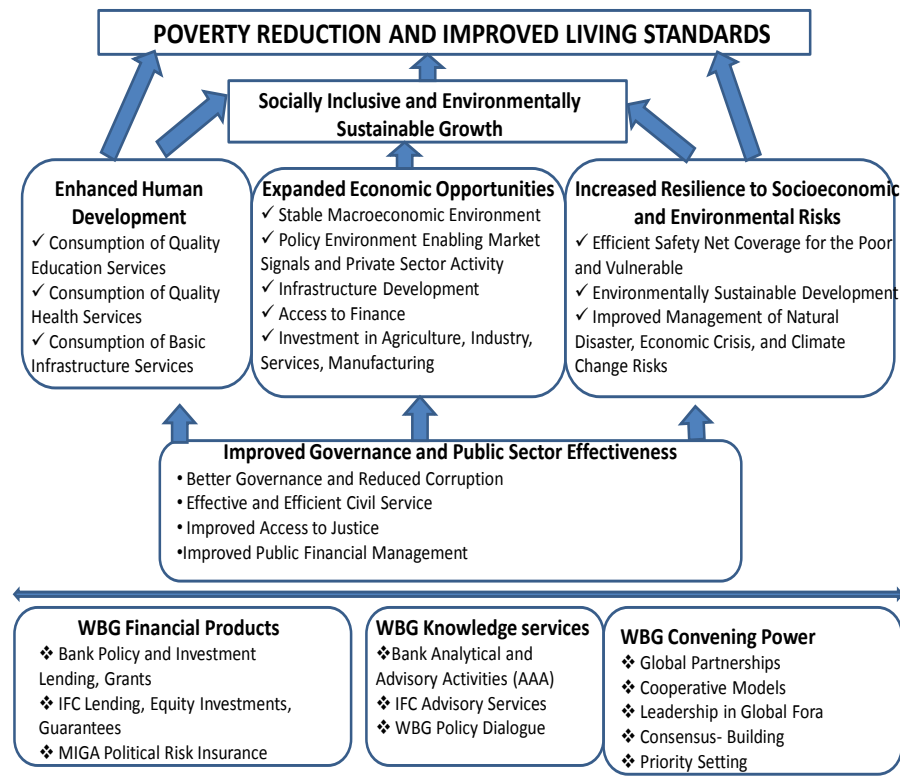 POVERTY REDUCTION AND IMPROVED LIVING STANDARDS
Socially Inclusive and Environmentally
Sustainable Growth
Enhanced Human
Development
✓ Consumption of Quality
Education Services
✓ Consumption of Quality
Health Services
✓ Consumption of Basic
Infrastructure Services
Expanded Economic Opportunities
✓ Stable Macroeconomic Environment
✓ Policy Environment Enabling Market
Signals and Private Sector Activity
✓ Infrastructure Development
✓ Access to Finance
✓ Investment in Agriculture, Industry,
Services, Manufacturing
Increased Resilience to Socioeconomic
and Environmental Risks
✓ Efficient Safety Net Coverage for the Poor
and Vulnerable
✓ Environmentally Sustainable Development
✓ Improved Management of Natural
Disaster, Economic Crisis, and Climate
Change Risks
Improved Governance and Public Sector Effectiveness
• Better Governance and Reduced Corruption
• Effective and Efficient Civil Service
• Improved Access to Justice
•Improved Public Financial Management
WBG Financial Products
❖ Bank Policy and Investment
Lending, Grants
❖ IFC Lending, Equity Investments,
Guarantees
❖ MIGA Political Risk Insurance
WBG Knowledge services
❖Bank Analytical and
Advisory Activities (AAA)
❖ IFC Advisory Services
❖ WBG Policy Dialogue
WBG Convening Power
❖ Global Partnerships
❖ Cooperative Models
❖ Leadership in Global Fora
❖ Consensus- Building
❖ Priority Setting